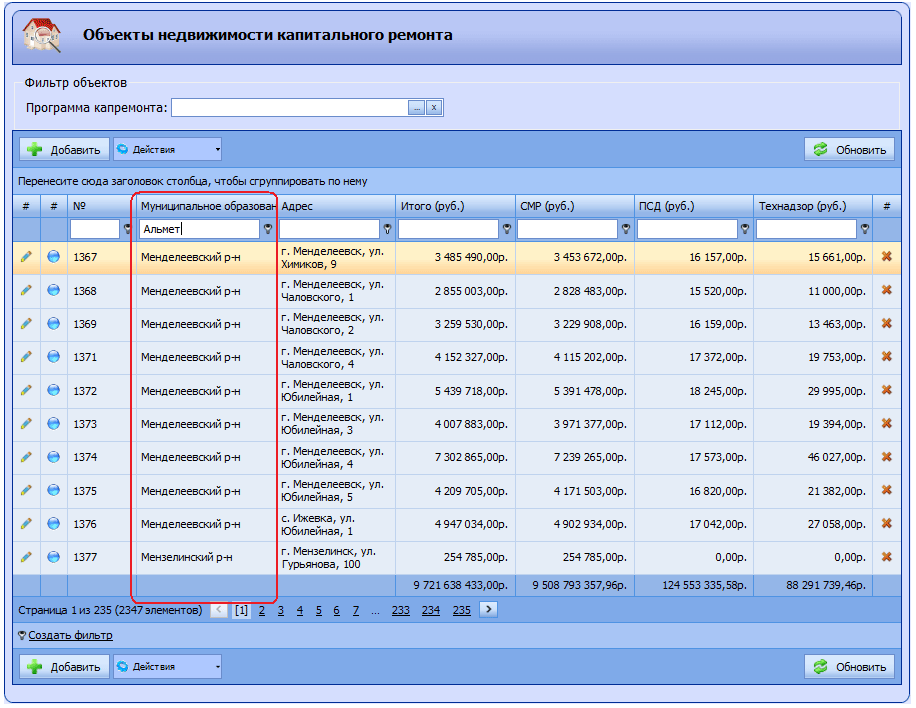 Объекты недвижимости капитального ремонта
Фильтр объектов
Программа капремонта: ... x
Добавить Действия Обновить
Перенесите сюда заголовок столбца, чтобы сгруппировать по нему
# # № Муниципальное образован Адрес Итого (руб.) СМР (руб.) ПСД (руб.) Технадзор (руб.) #
Альмет
1367 Менделеевский р-н г. Менделеевск, ул. Химиков, 9 3 485 490,00р. 3 453 672,00р. 16 157,00р. 15 661,00р.
1368 Менделеевский р-н г. Менделеевск, ул. Чаловского, 1 2 855 003,00р. 2 828 483,00р. 15 520,00р. 11 000,00р.
1369 Менделеевский р-н г. Менделеевск, ул. Чаловского, 2 3 259 530,00р. 3 229 908,00р. 16 159,00р. 13 463,00р.
1371 Менделеевский р-н г. Менделеевск, ул. Чаловского, 4 4 152 327,00р. 4 115 202,00р. 17 372,00р. 19 753,00р.
1372 Менделеевский р-н г. Менделеевск, ул. Юбилейная, 1 5 439 718,00р. 5 391 478,00р. 18 245,00р. 29 995,00р.
1373 Менделеевский р-н г. Менделеевск, ул. Юбилейная, 3 4 007 883,00р. 3 971 377,00р. 17 112,00р. 19 394,00р.
1374 Менделеевский р-н г. Менделеевск, ул. Юбилейная, 4 7 302 865,00р. 7 239 265,00р. 17 573,00р. 46 027,00р.
1375 Менделеевский р-н г. Менделеевск, ул. Юбилейная, 5 4 209 705,00р. 4 171 503,00р. 16 820,00р. 21 382,00р.
1376 Менделеевский р-н с. Ижевка, ул. Юбилейная, 1 4 947 034,00р. 4 902 934,00р. 17 042,00р. 27 058,00р.
1377 Мензелинский р-н г. Мензелинск, ул. Гурьянова, 100 254 785,00р. 254 785,00р. 0,00р. 0,00р.
9 721 638 433,00р. 9 508 793 357,96р. 124 553 335,58р. 88 291 739,46р.
Страница 1 из 235 (2347 элементов) < [1] 2 3 4 5 6 7 ... 233 234 235 >
Создать фильтр
Добавить Действия Обновить